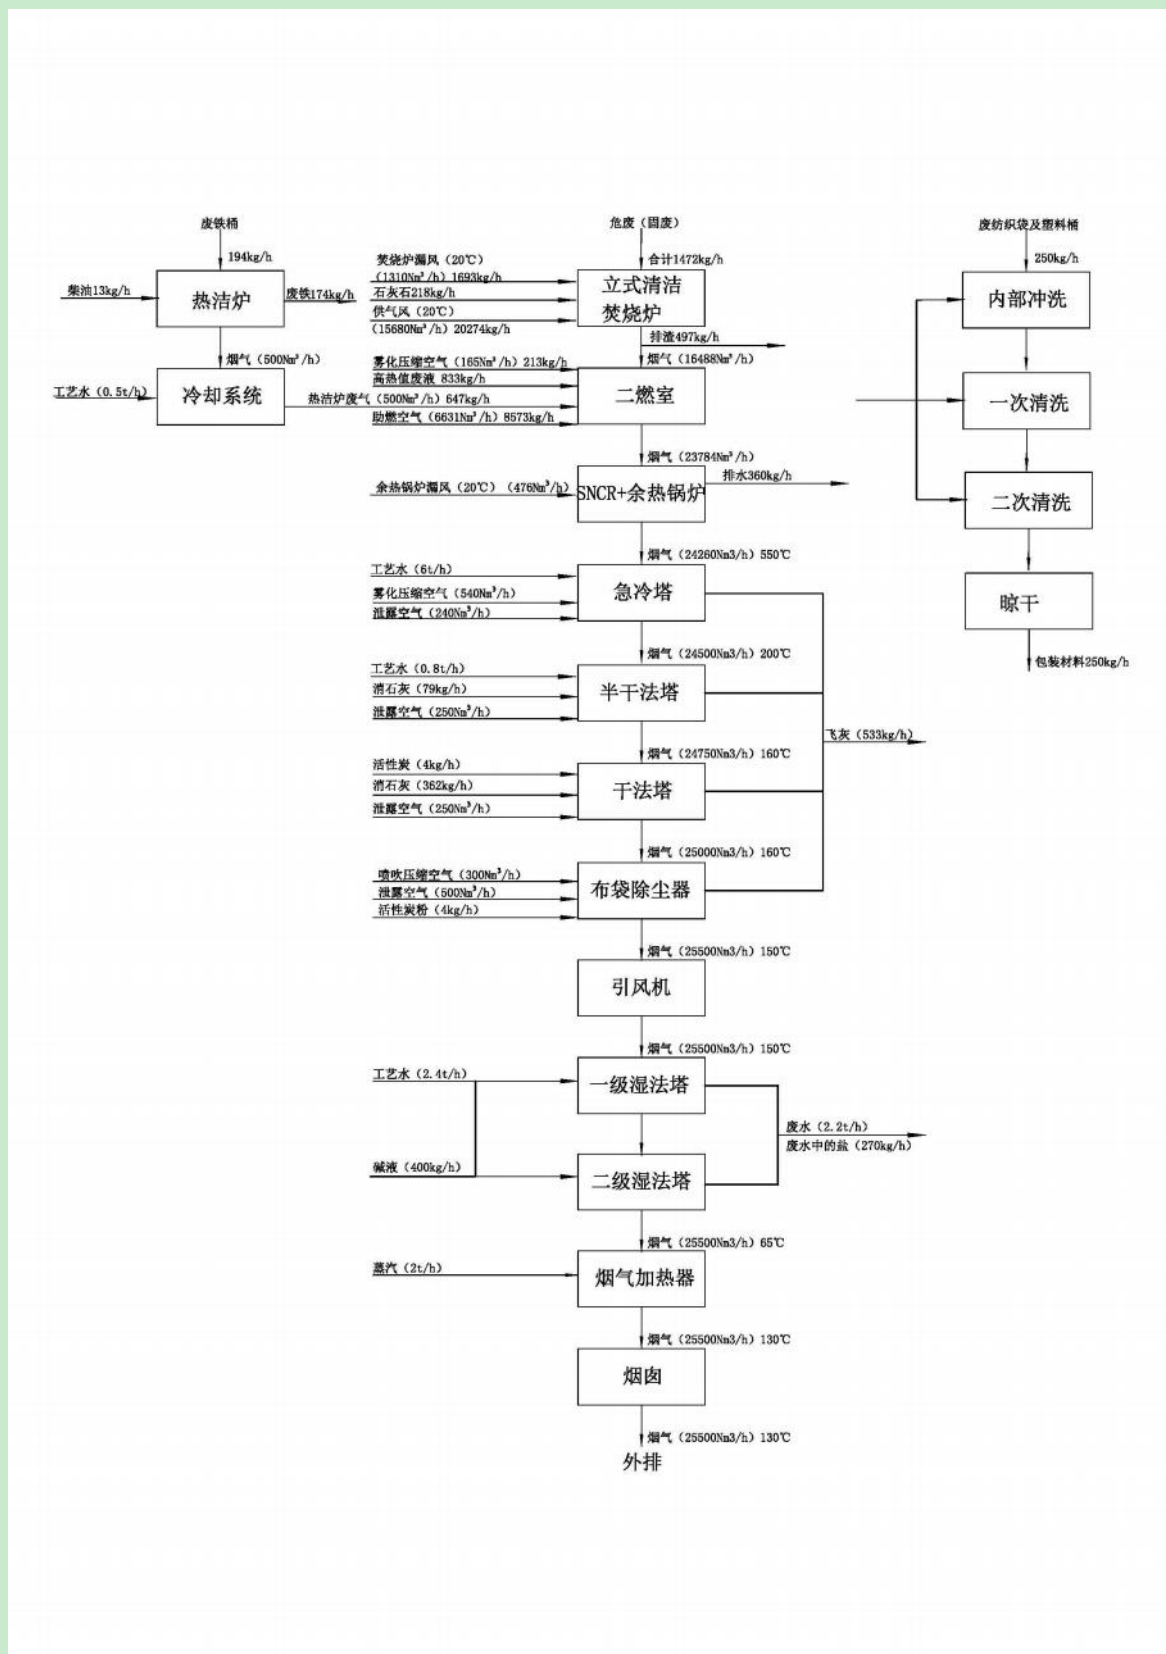 废铁桶
194kg/h
柴油13kg/h
热洁炉
废铁174kg/h
烟气（500Nm³/h）
工艺水（0.5t/h）
冷却系统
热洁炉废气（500Nm³/h）647kg/h
危废（固废）
合计1472kg/h
焚烧炉漏风（20℃）
（1310Nm³/h）1693kg/h
石灰石218kg/h
供气风（20℃）
（15680Nm³/h）20274kg/h
立式清洁
焚烧炉
排渣497kg/h
烟气（16488Nm³/h）
雾化压缩空气（165Nm³/h）213kg/h
高热值废液 833kg/h
助燃空气（6631Nm³/h）8573kg/h
二燃室
烟气（23784Nm³/h）
排水360kg/h
余热锅炉漏风（20℃）（476Nm³/h）
SNCR+余热锅炉
烟气（24260Nm3/h）550℃
工艺水（6t/h）
雾化压缩空气（540Nm³/h）
泄露空气（240Nm³/h）
急冷塔
烟气（24500Nm3/h）200℃
工艺水（0.8t/h）
消石灰（79kg/h）
泄露空气（250Nm³/h）
半干法塔
飞灰（533kg/h）
烟气（24750Nm3/h）160℃
活性炭（4kg/h）
消石灰（362kg/h）
泄露空气（250Nm³/h）
干法塔
烟气（25000Nm3/h）160℃
喷吹压缩空气（300Nm³/h）
泄露空气（500Nm³/h）
活性炭粉（4kg/h）
布袋除尘器
烟气（25500Nm3/h）150℃
引风机
烟气（25500Nm3/h）150℃
工艺水（2.4t/h）
一级湿法塔
废水（2.2t/h）
废水中的盐（270kg/h）
碱液（400kg/h）
二级湿法塔
烟气（25500Nm3/h）65℃
蒸汽（2t/h）
烟气加热器
烟气（25500Nm3/h）130℃
烟囱
烟气（25500Nm3/h）130℃
外排
废纺织袋及塑料桶
250kg/h
内部冲洗
一次清洗
二次清洗
晾干
包装材料250kg/h